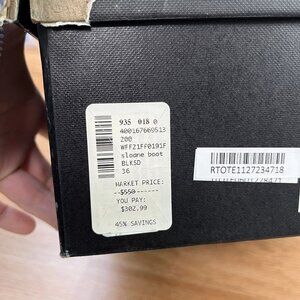 935 018 0
400167669513
200
WFF21FF0191F
sloane boot
BLKSD
36
MARKET PRICE:
$550
YOU PAY:
$302.99
45% SAVINGS
RTOTE1127234718